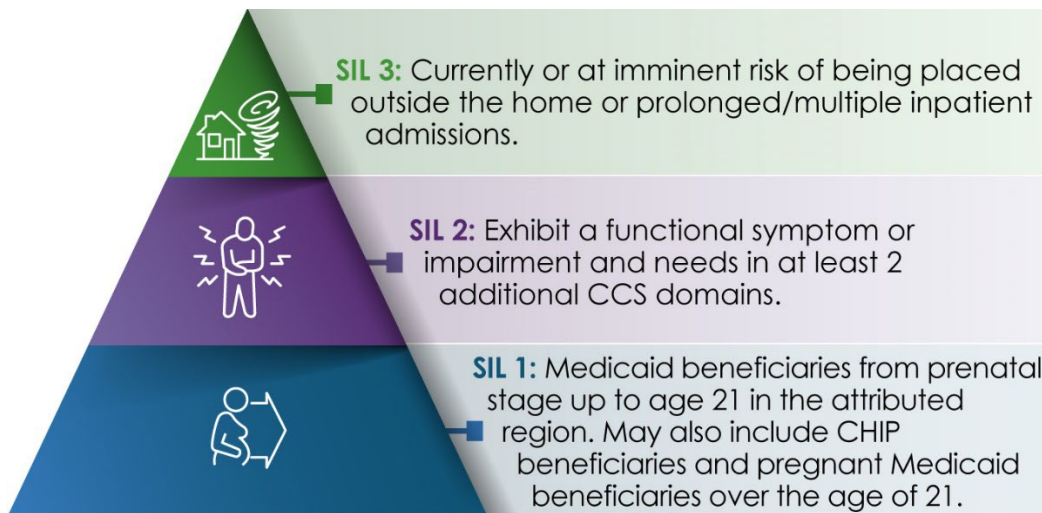 SIL 3: Currently or at imminent risk of being placed
outside the home or prolonged/multiple inpatient
admissions.
SIL 2: Exhibit a functional symptom or
impairment and needs in at least 2
additional CCS domains.
SIL 1: Medicaid beneficiaries from prenatal
stage up to age 21 in the attributed
region. May also include CHIP
beneficiaries and pregnant Medicaid
beneficiaries over the age of 21.